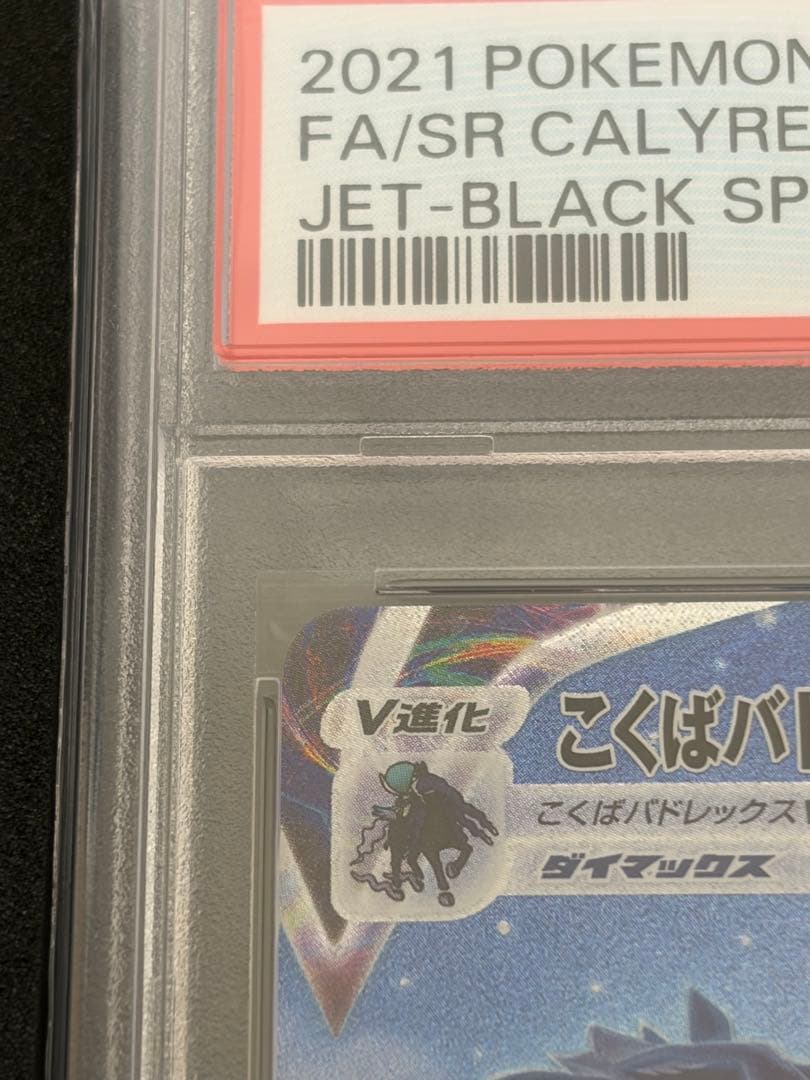 2021 POKEMON
FA/SR CALYRE
JET-BLACK SP
V進化
こくばバド
こくばバドレックスV
ダイマックス